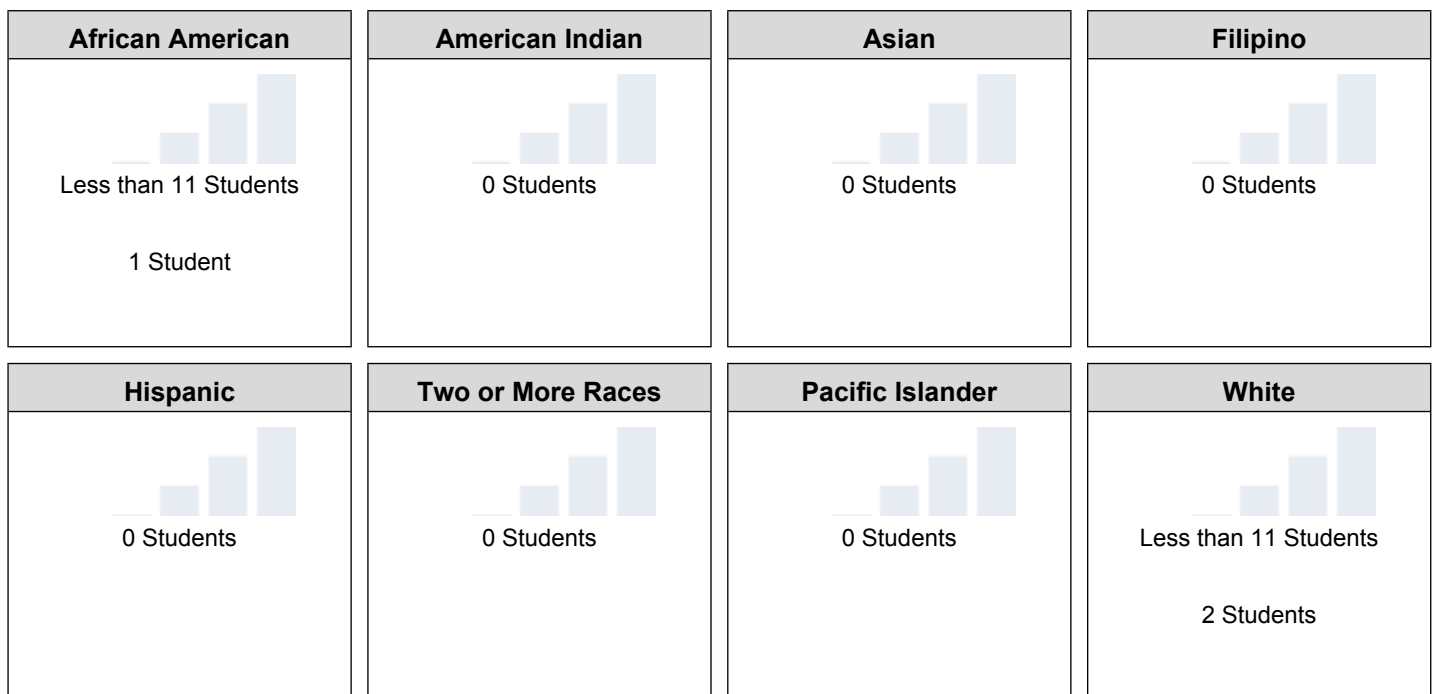 African American
American Indian
Asian
Filipino
Less than 11 Students
0 Students
0 Students
0 Students
1 Student
Hispanic
Two or More Races
Pacific Islander
White
0 Students
0 Students
0 Students
Less than 11 Students
2 Students